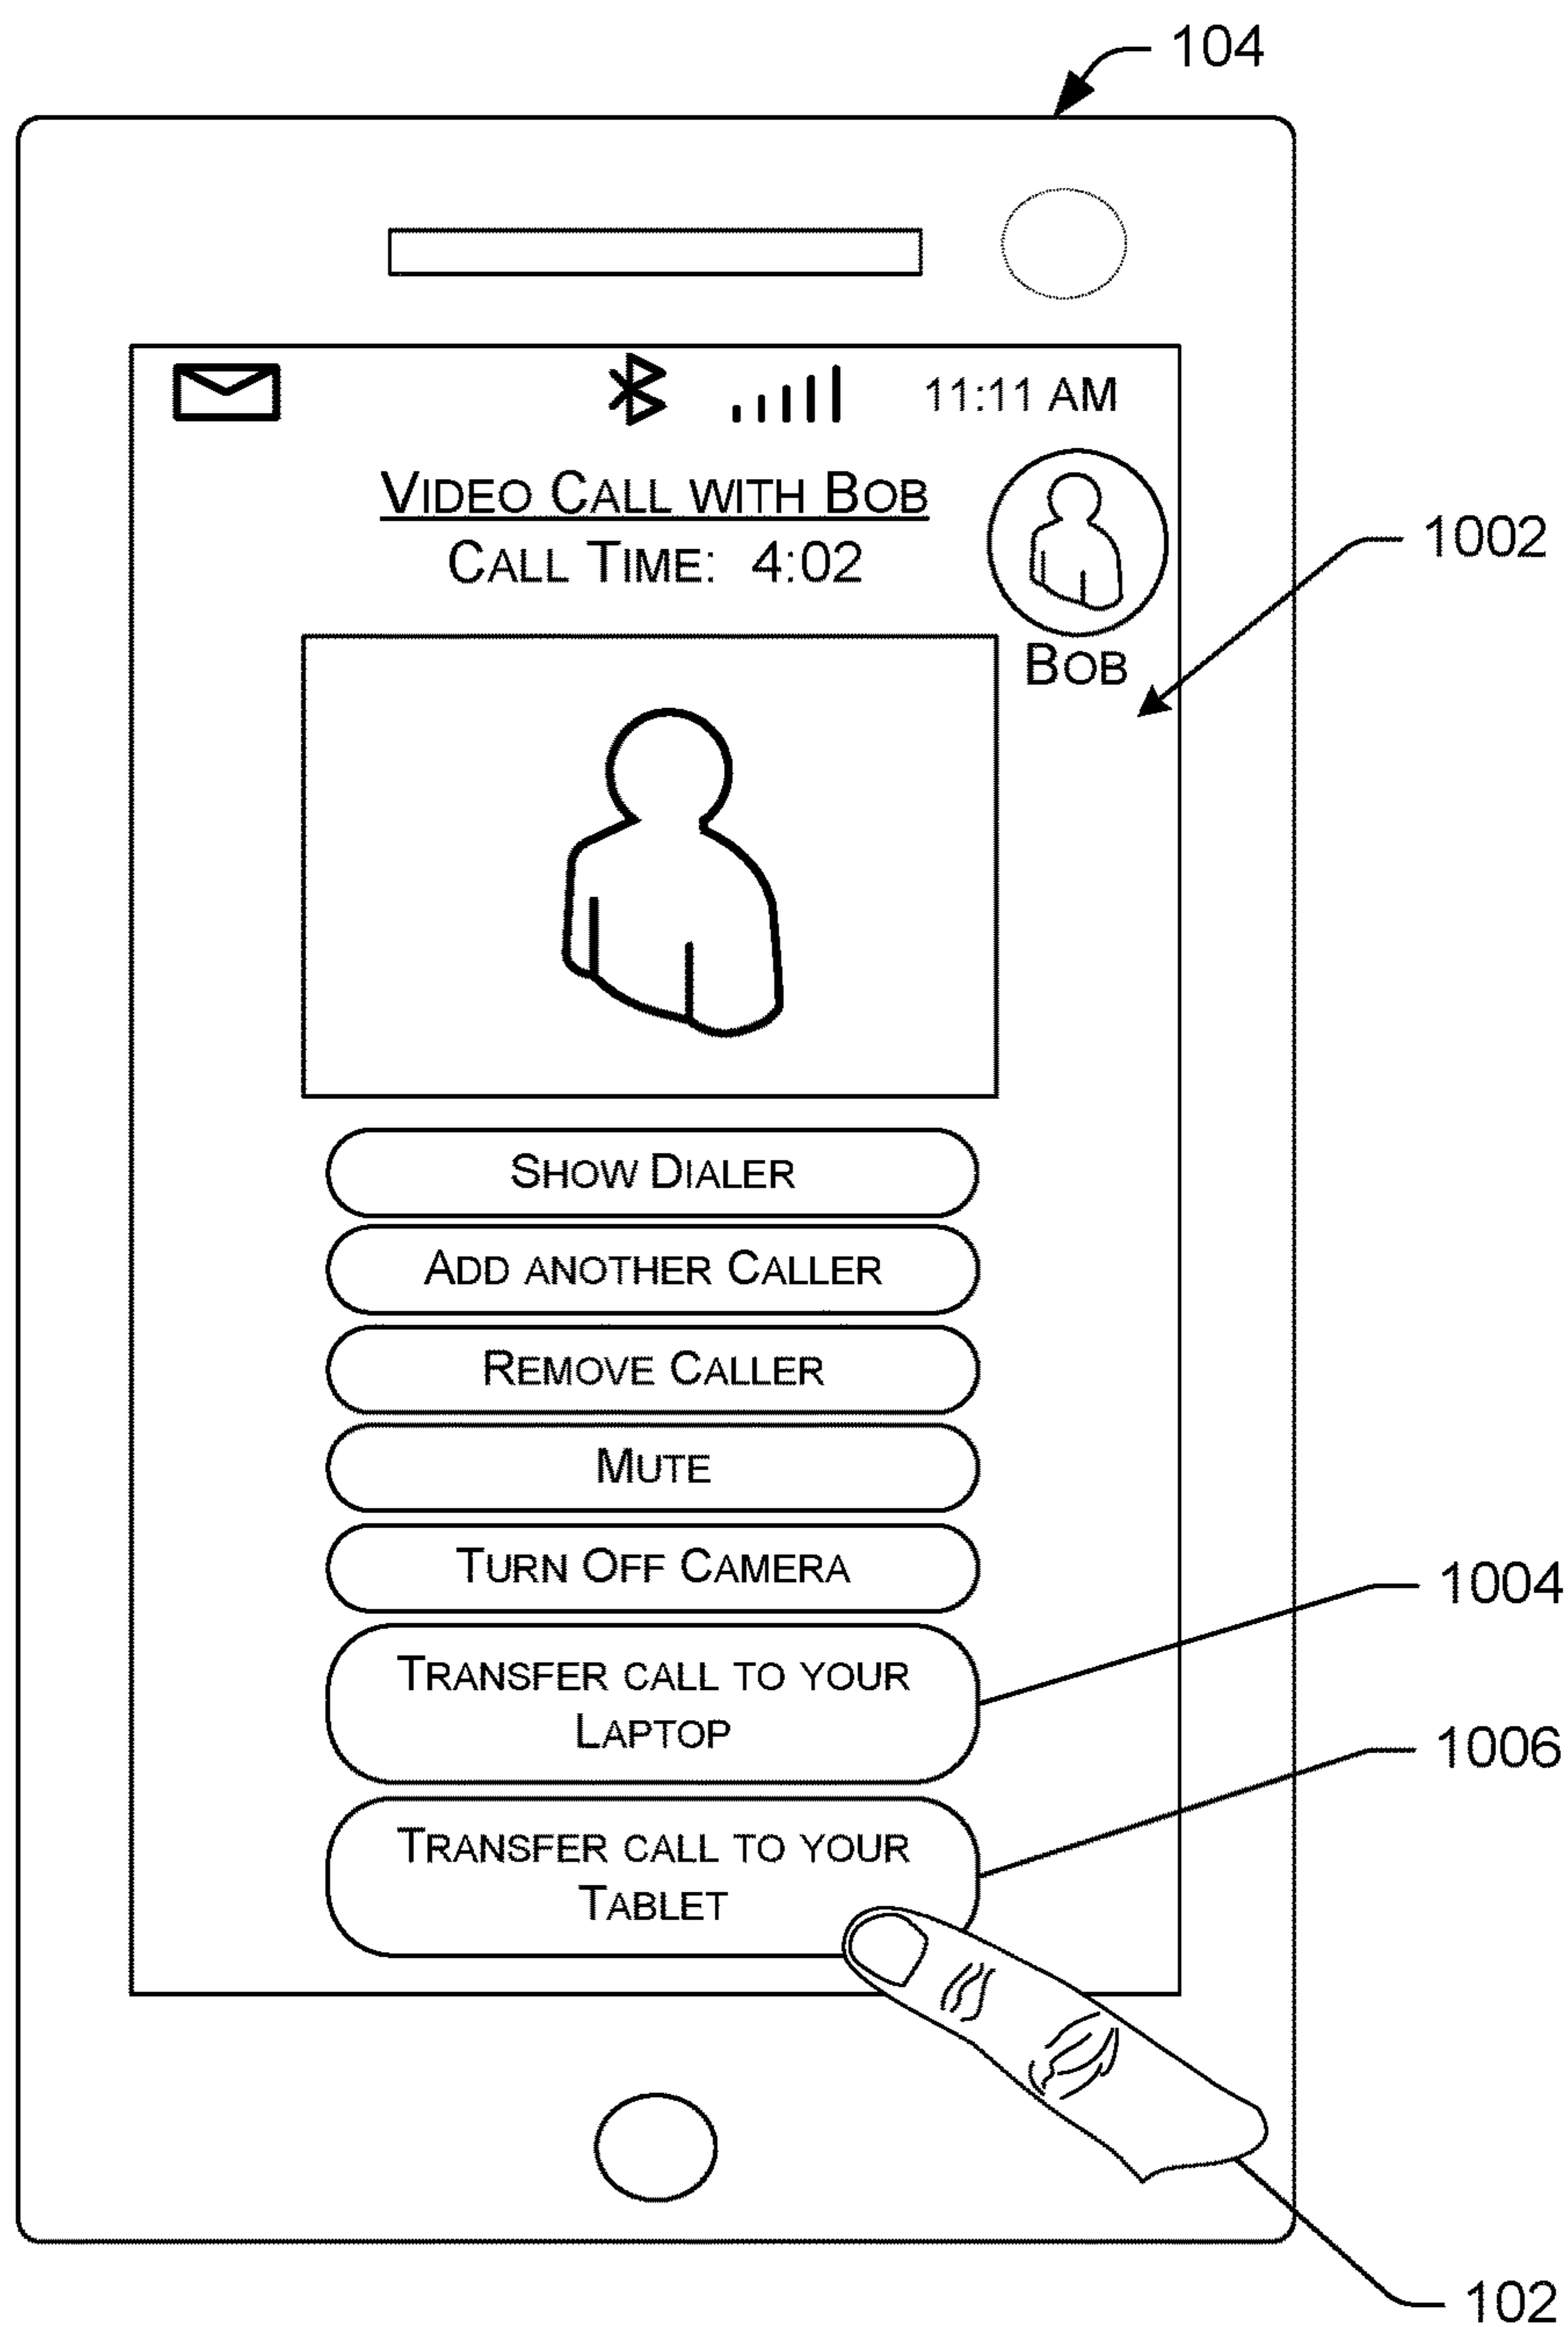 104
11:11 AM
VIDEO CALL WITH BOB
CALL TIME: 4:02
1002
BOB
SHOW DIALER
ADD ANOTHER CALLER
REMOVE CALLER
MUTE
TURN OFF CAMERA
1004
TRANSFER CALL TO YOUR
LAPTOP
1006
TRANSFER CALL TO YOUR
TABLET
102